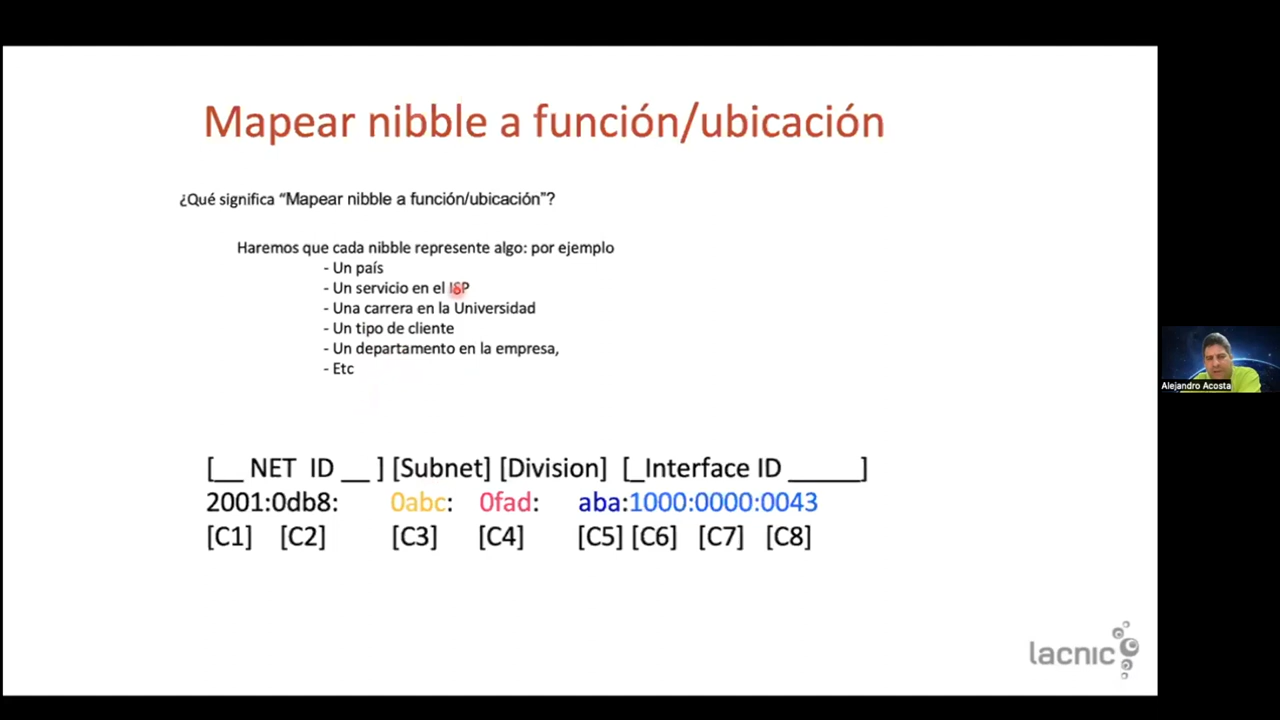 Mapear nibble a función/ubicación
¿Qué significa “Mapear nibble a función/ubicación”?
Haremos que cada nibble represente algo: por ejemplo
- Un país
- Un servicio en el ISP
- Una carrera en la Universidad
- Un tipo de cliente
- Un departamento en la empresa,
- Etc
[__ NET ID __ ] [Subnet] [Division] [_Interface ID _____]
2001:0db8: 0abc: 0fad: aba:1000:0000:0043
[C1] [C2] [C3] [C4] [C5] [C6] [C7] [C8]
lacnic
Alejandro Acosta